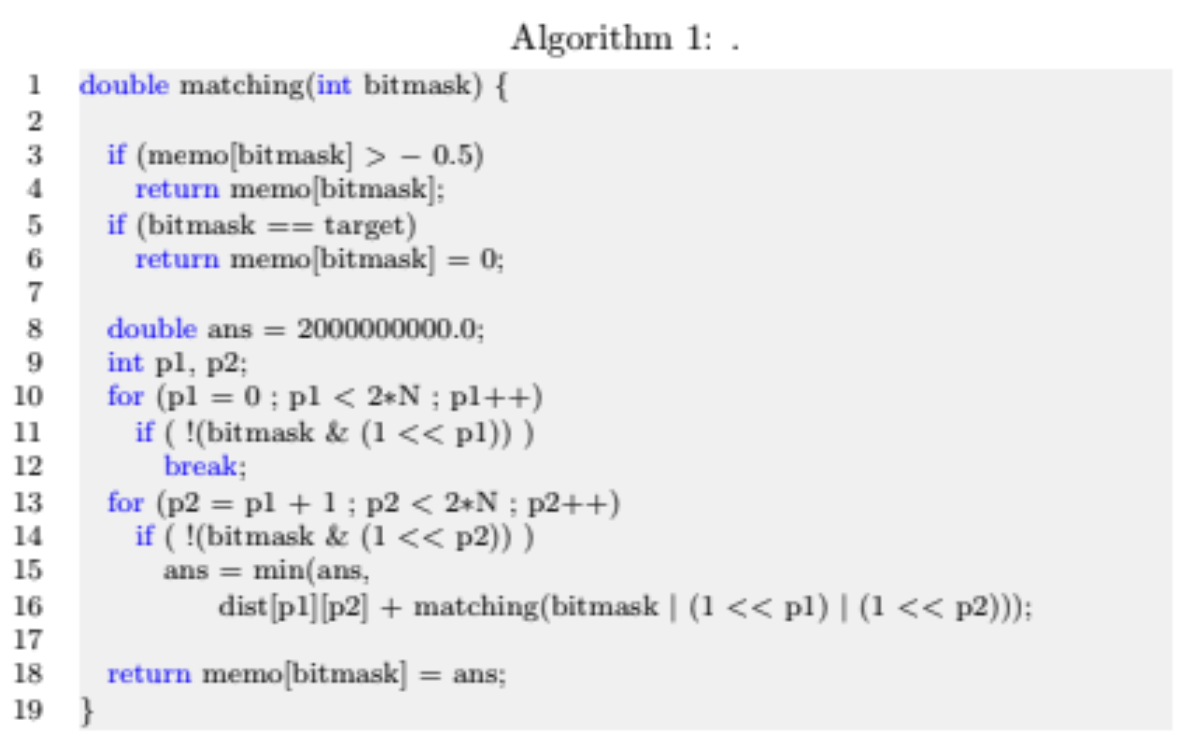 Algorithm 1: .
1 double matching(int bitmask) {
2
3 if (memo[bitmask] > − 0.5)
4 return memo[bitmask];
5 if (bitmask == target)
6 return memo[bitmask] = 0;
7
8 double ans = 2000000000.0;
9 int p1, p2;
10 for (p1 = 0 ; p1 < 2*N ; p1++)
11 if ( !(bitmask & (1 << p1)) )
12 break;
13 for (p2 = p1 + 1 ; p2 < 2*N ; p2++)
14 if ( !(bitmask & (1 << p2)) )
15 ans = min(ans,
16 dist[p1][p2] + matching(bitmask | (1 << p1) | (1 << p2)));
17
18 return memo[bitmask] = ans;
19 }